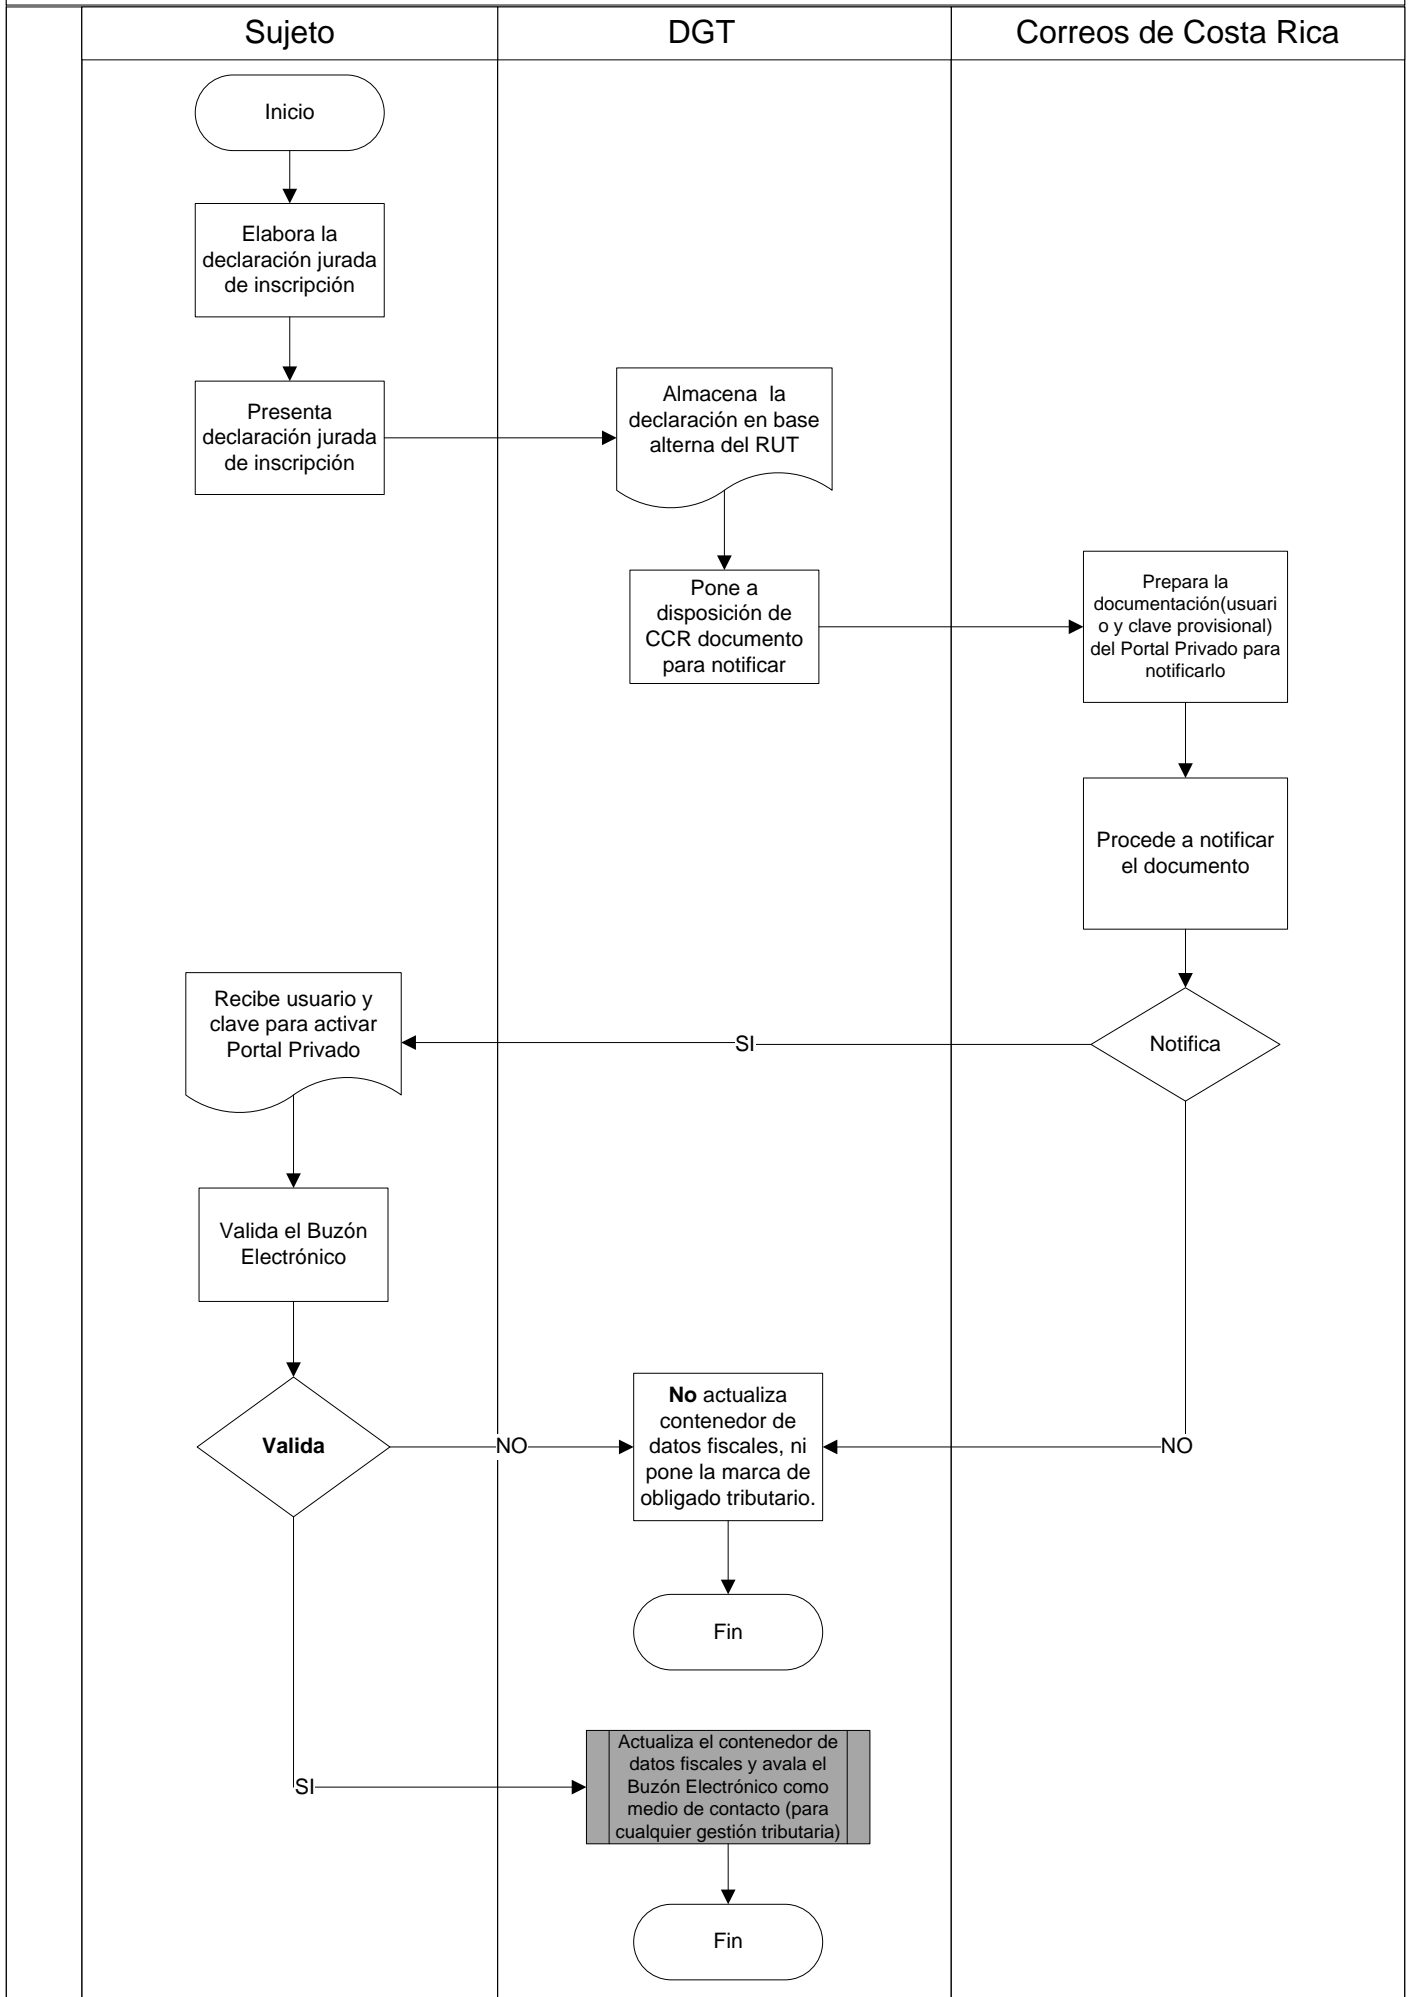 Sujeto
DGT
Correos de Costa Rica
Inicio
Elabora la
declaración jurada
de inscripción
Presenta
declaración jurada
de inscripción
Almacena  la
declaración en base
alterna del RUT
Pone a
disposición de
CCR documento
para notificar
Prepara la
documentación(usuari
o y clave provisional)
del Portal Privado para
notificarlo
Procede a notificar
el documento
Notifica
SI
Recibe usuario y
clave para activar
Portal Privado
Valida el Buzón
Electrónico
Valida
NO
No actualiza
contenedor de
datos fiscales, ni
pone la marca de
obligado tributario.
NO
Fin
SI
Actualiza el contenedor de
datos fiscales y avala el
Buzón Electrónico como
medio de contacto (para
cualquier gestión tributaria)
Fin